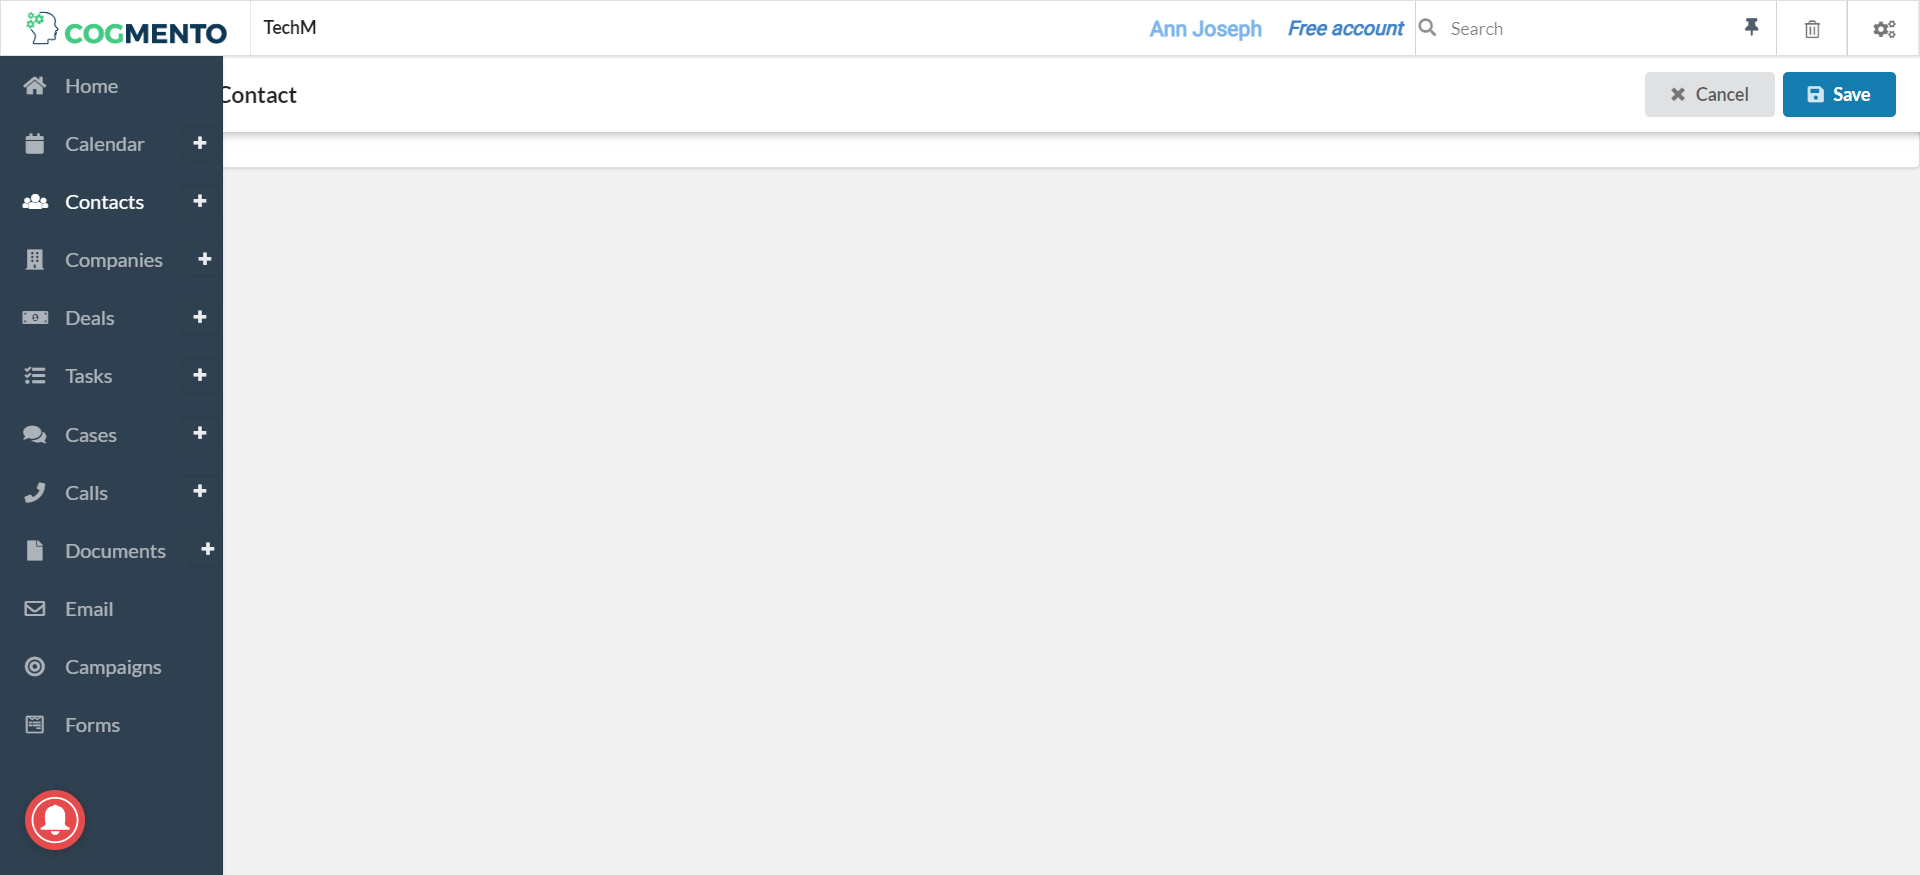 COGMENTO
TechM
Ann Joseph
Free account
Search
Contact
Cancel
Save
Home
Calendar
Contacts
Companies
Deals
Tasks
Cases
Calls
Documents
Email
Campaigns
Forms